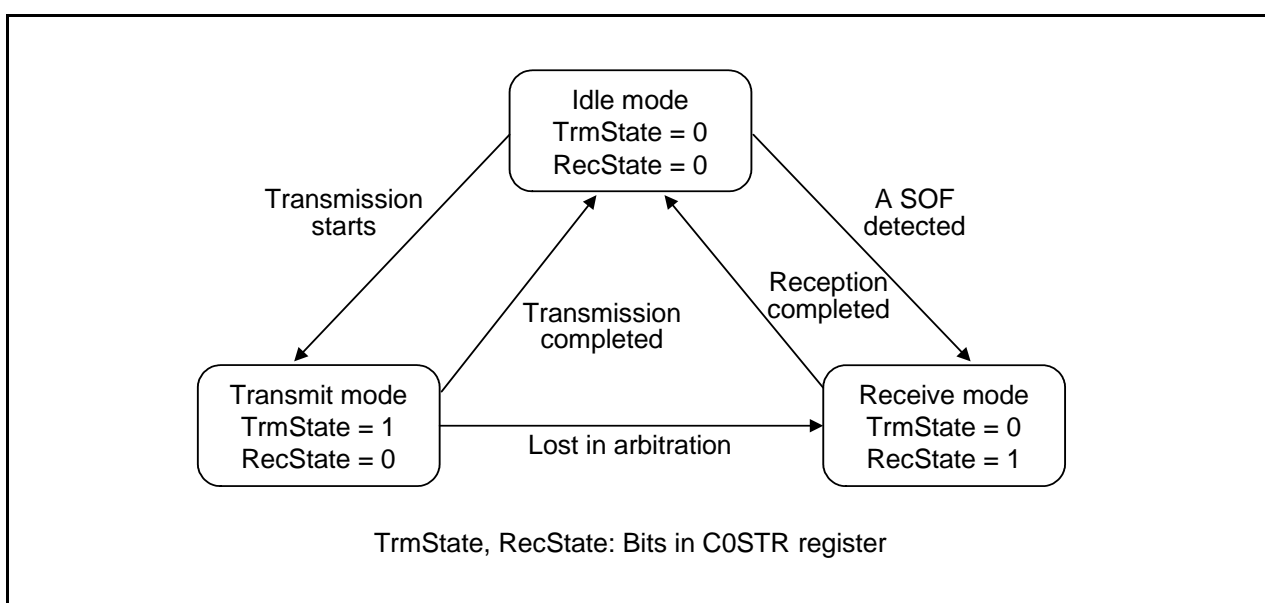 Idle mode
TrmState = 0
RecState = 0
Transmission
starts
A SOF
detected
Transmission
completed
Reception
completed
Transmit mode
TrmState = 1
RecState = 0
Lost in arbitration
Receive mode
TrmState = 0
RecState = 1
TrmState, RecState: Bits in C0STR register